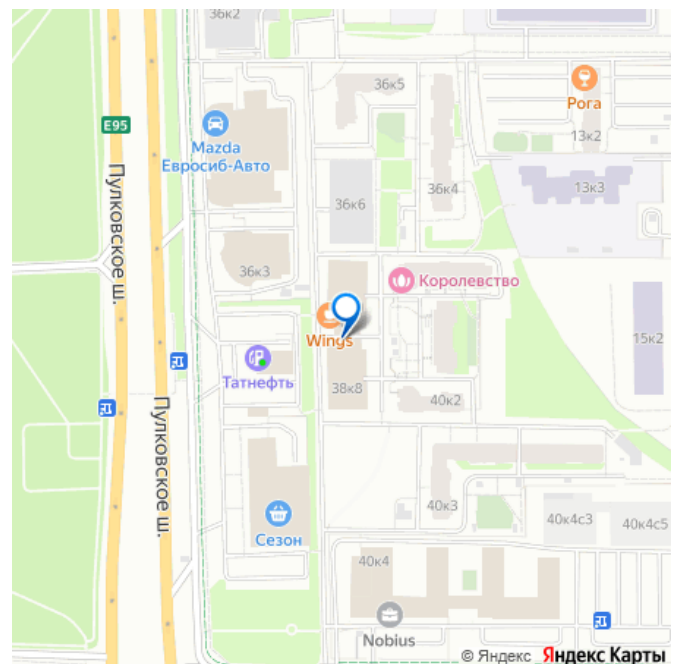 36к2
36к5
Рога
E95
Mazda
Евросиб-Авто
13к2
Пулковское ш.
36к4
13к3
36к6
36к3
Королевство
Wings
15к2
Татнефть
38к8
40к2
Пулковское ш.
40к3
40к4с3
40к4с5
Сезон
40к4
Nobius
© Яндекс Яндекс Карты